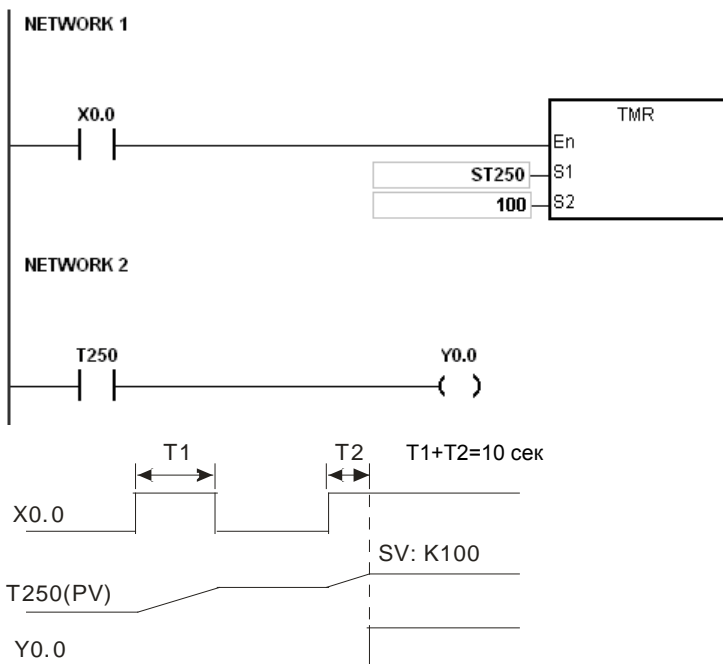 NETWORK 1
X0.0
TMR
En
ST250 S1
100 S2
NETWORK 2
T250 Y0.0
( )
T1 T2 T1+T2=10 сек
X0.0
SV: K100
T250(PV)
Y0.0